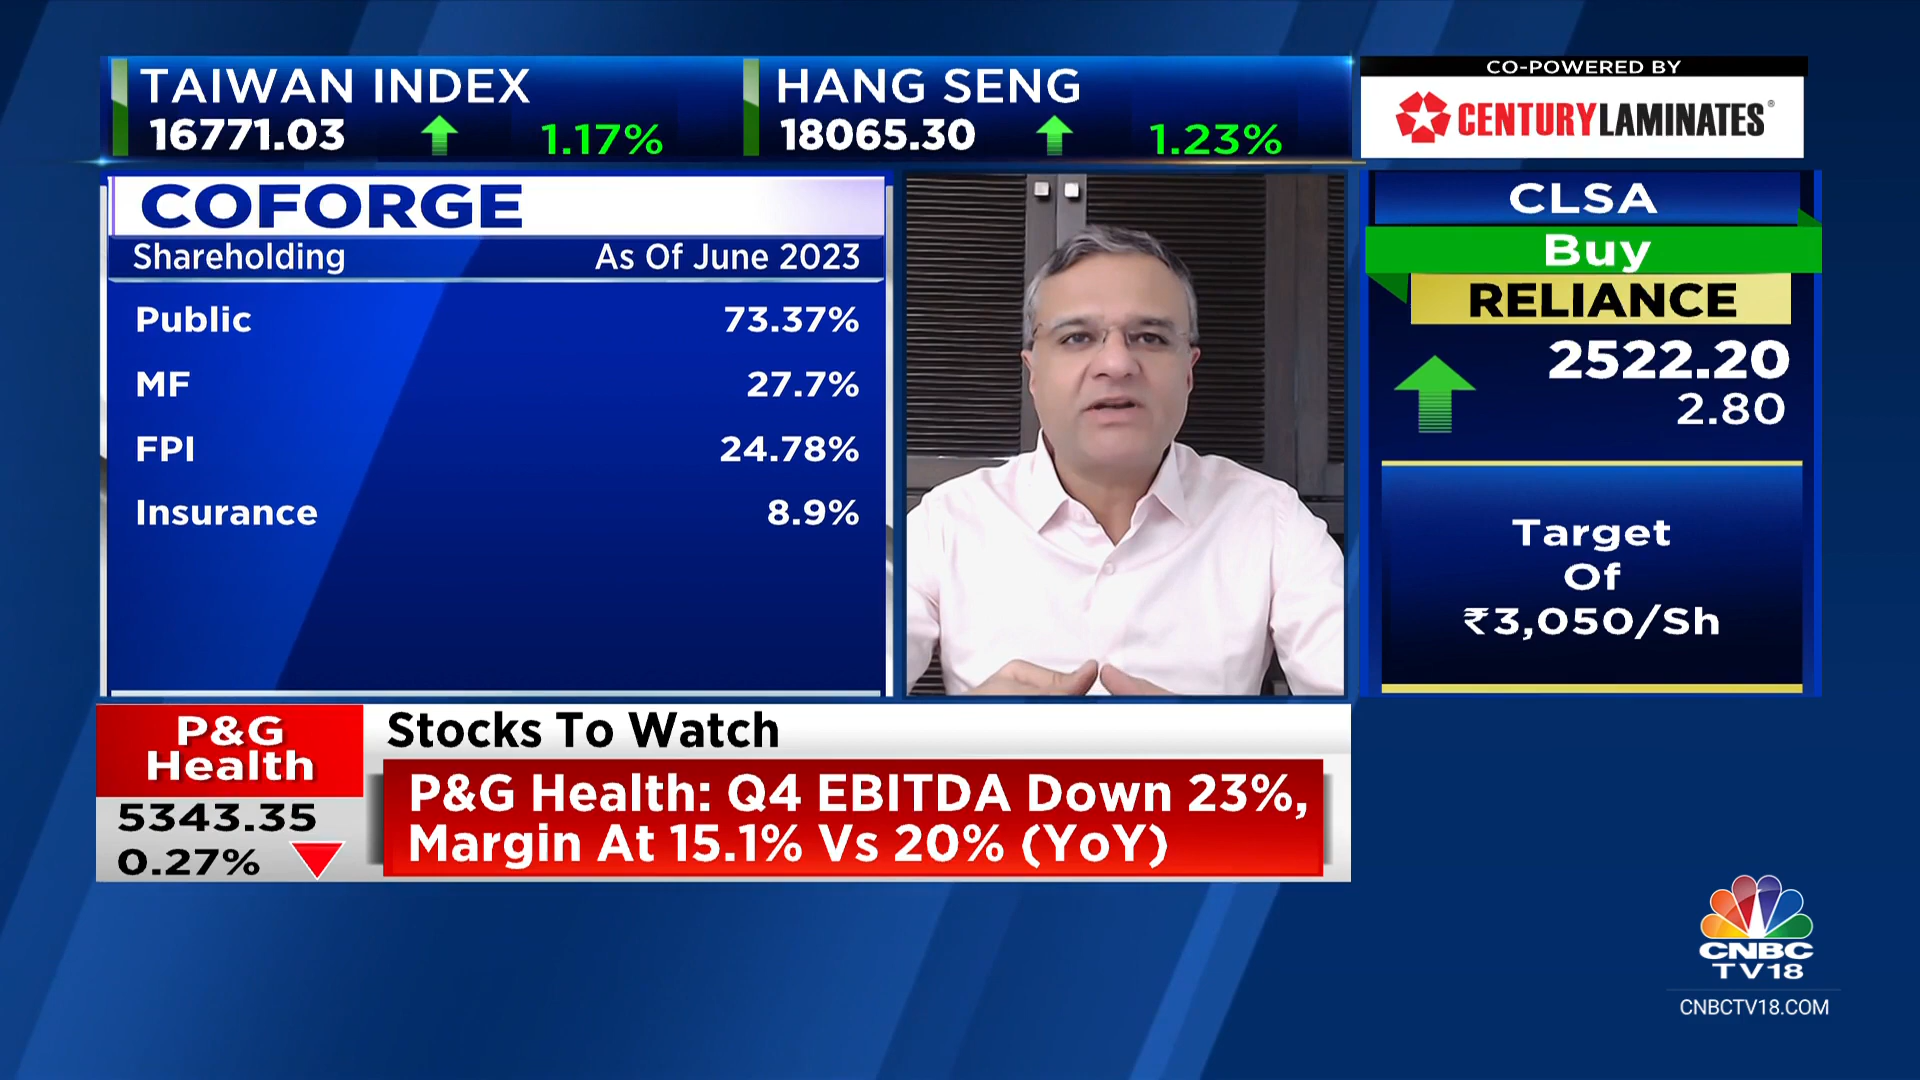 TAIWAN INDEX
16771.03 1.17%
HANG SENG
18065.30 1.23%
CO-POWERED BY
CENTURYLAMINATES®
COFORGE
Shareholding As Of June 2023
Public 73.37%
MF 27.7%
FPI 24.78%
Insurance 8.9%
CLSA
Buy
RELIANCE
2522.20
2.80
Target
Of
₹3,050/Sh
P&G
Health
5343.35
0.27%
Stocks To Watch
P&G Health: Q4 EBITDA Down 23%,
Margin At 15.1% Vs 20% (YoY)
CNBC
TV18
CNBCTV18.COM